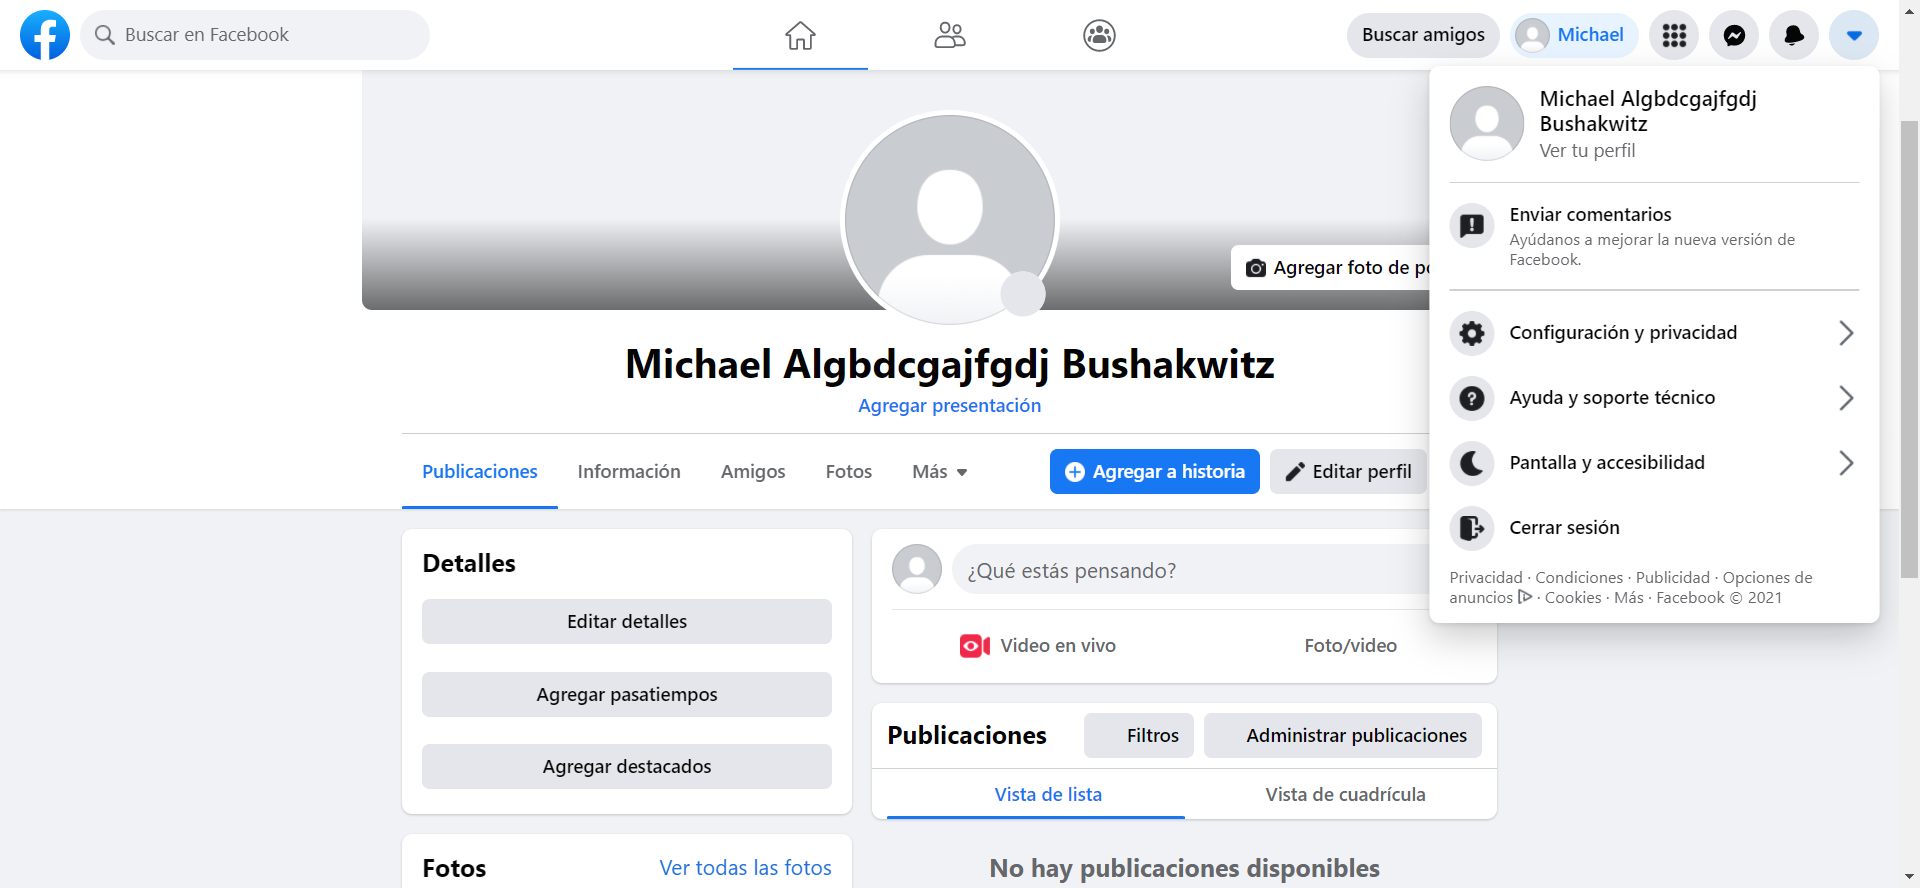 Buscar en Facebook
Buscar amigos
Michael
Michael Algbdcgajfgdj
Bushakwitz
Ver tu perfil
Enviar comentarios
Ayúdanos a mejorar la nueva versión de
Facebook.
Configuración y privacidad
Ayuda y soporte técnico
Pantalla y accesibilidad
Cerrar sesión
Privacidad · Condiciones · Publicidad · Opciones de
anuncios · Cookies · Más · Facebook © 2021
Agregar foto de
Michael Algbdcgajfgdj Bushakwitz
Agregar presentación
Publicaciones
Información
Amigos
Fotos
Más
Agregar a historia
Editar perfil
Detalles
Editar detalles
Agregar pasatiempos
Agregar destacados
Fotos
Ver todas las fotos
¿Qué estás pensando?
Video en vivo
Foto/video
Publicaciones
Filtros
Administrar publicaciones
Vista de lista
Vista de cuadrícula
No hay publicaciones disponibles